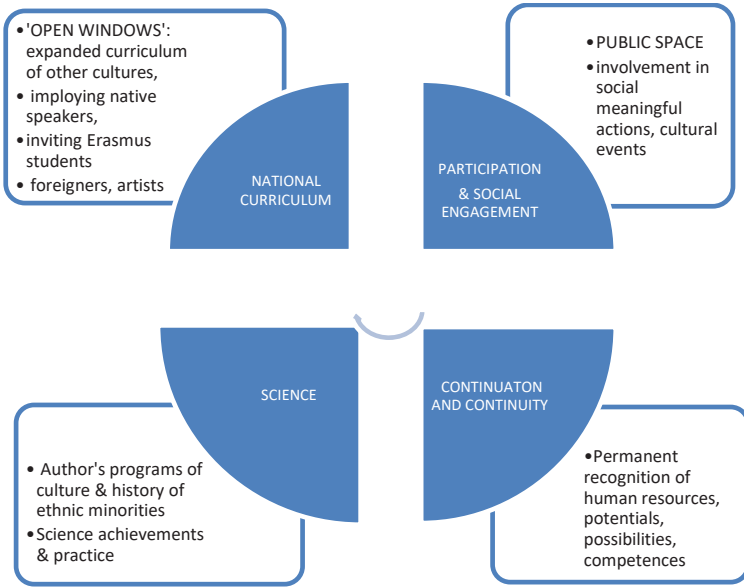 •'OPEN WINDOWS':
expanded curriculum
of other cultures,
• imploying native
speakers,
•inviting Erasmus
students
• foreigners, artists
NATIONAL
CURRICULUM
•PUBLIC SPACE
•involvement in
social
meaningful
actions, cultural
events
PARTICIPATION
& SOCIAL
ENGAGEMENT
SCIENCE
• Author's programs of
culture & history of
ethnic minorities
•Science achievements
& practice
CONTINUATON
AND CONTINUITY
•Permanent
recognition of
human resources,
potentials,
possibilities,
competences